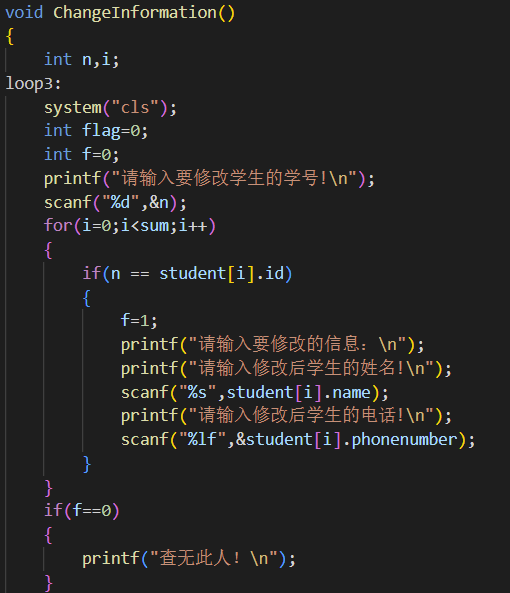 void ChangeInformation()
{
    int n,i;
loop3:
    system("cls");
    int flag=0;
    int f=0;
    printf("请输入要修改学生的学号!\n");
    scanf("%d",&n);
    for(i=0;i<sum;i++)
    {
        if(n == student[i].id)
        {
            f=1;
            printf("请输入要修改的信息：\n");
            printf("请输入修改后学生的姓名!\n");
            scanf("%s",student[i].name);
            printf("请输入修改后学生的电话!\n");
            scanf("%lf",&student[i].phonenumber);
        }
    }
    if(f==0)
    {
        printf("查无此人！\n");
    }